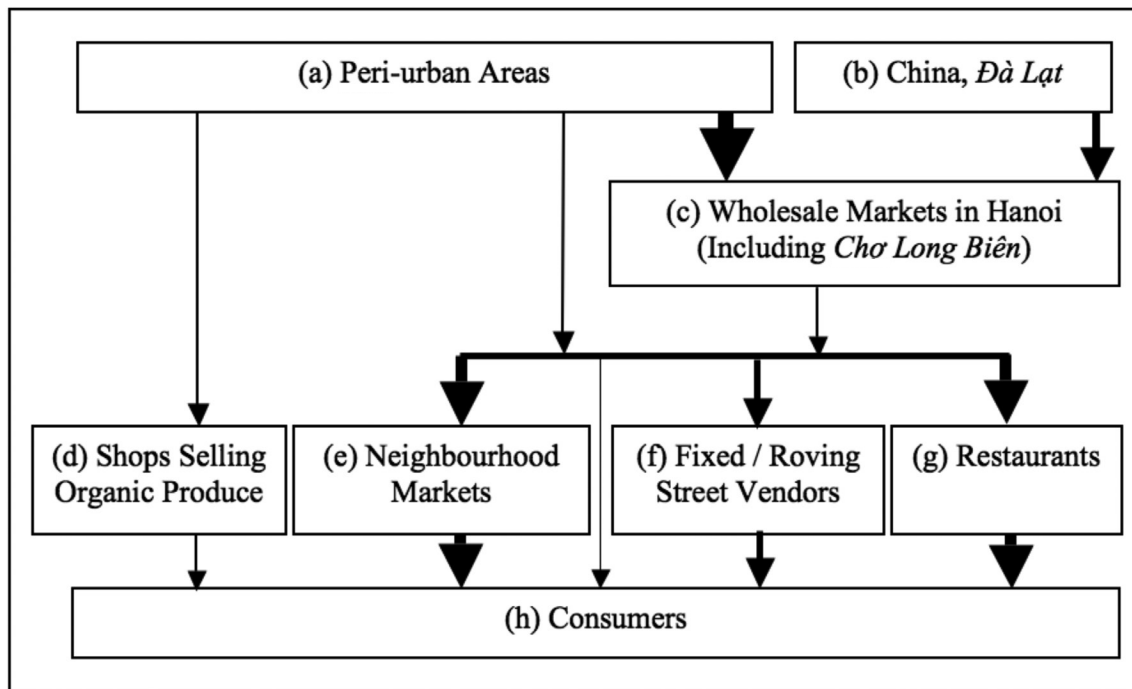 (a) Peri-urban Areas
(b) China, Đà Lạt
(c) Wholesale Markets in Hanoi
(Including Chơ Long Biên)
(d) Shops Selling
Organic Produce
(e) Neighbourhood
Markets
(f) Fixed / Roving
Street Vendors
(g) Restaurants
(h) Consumers